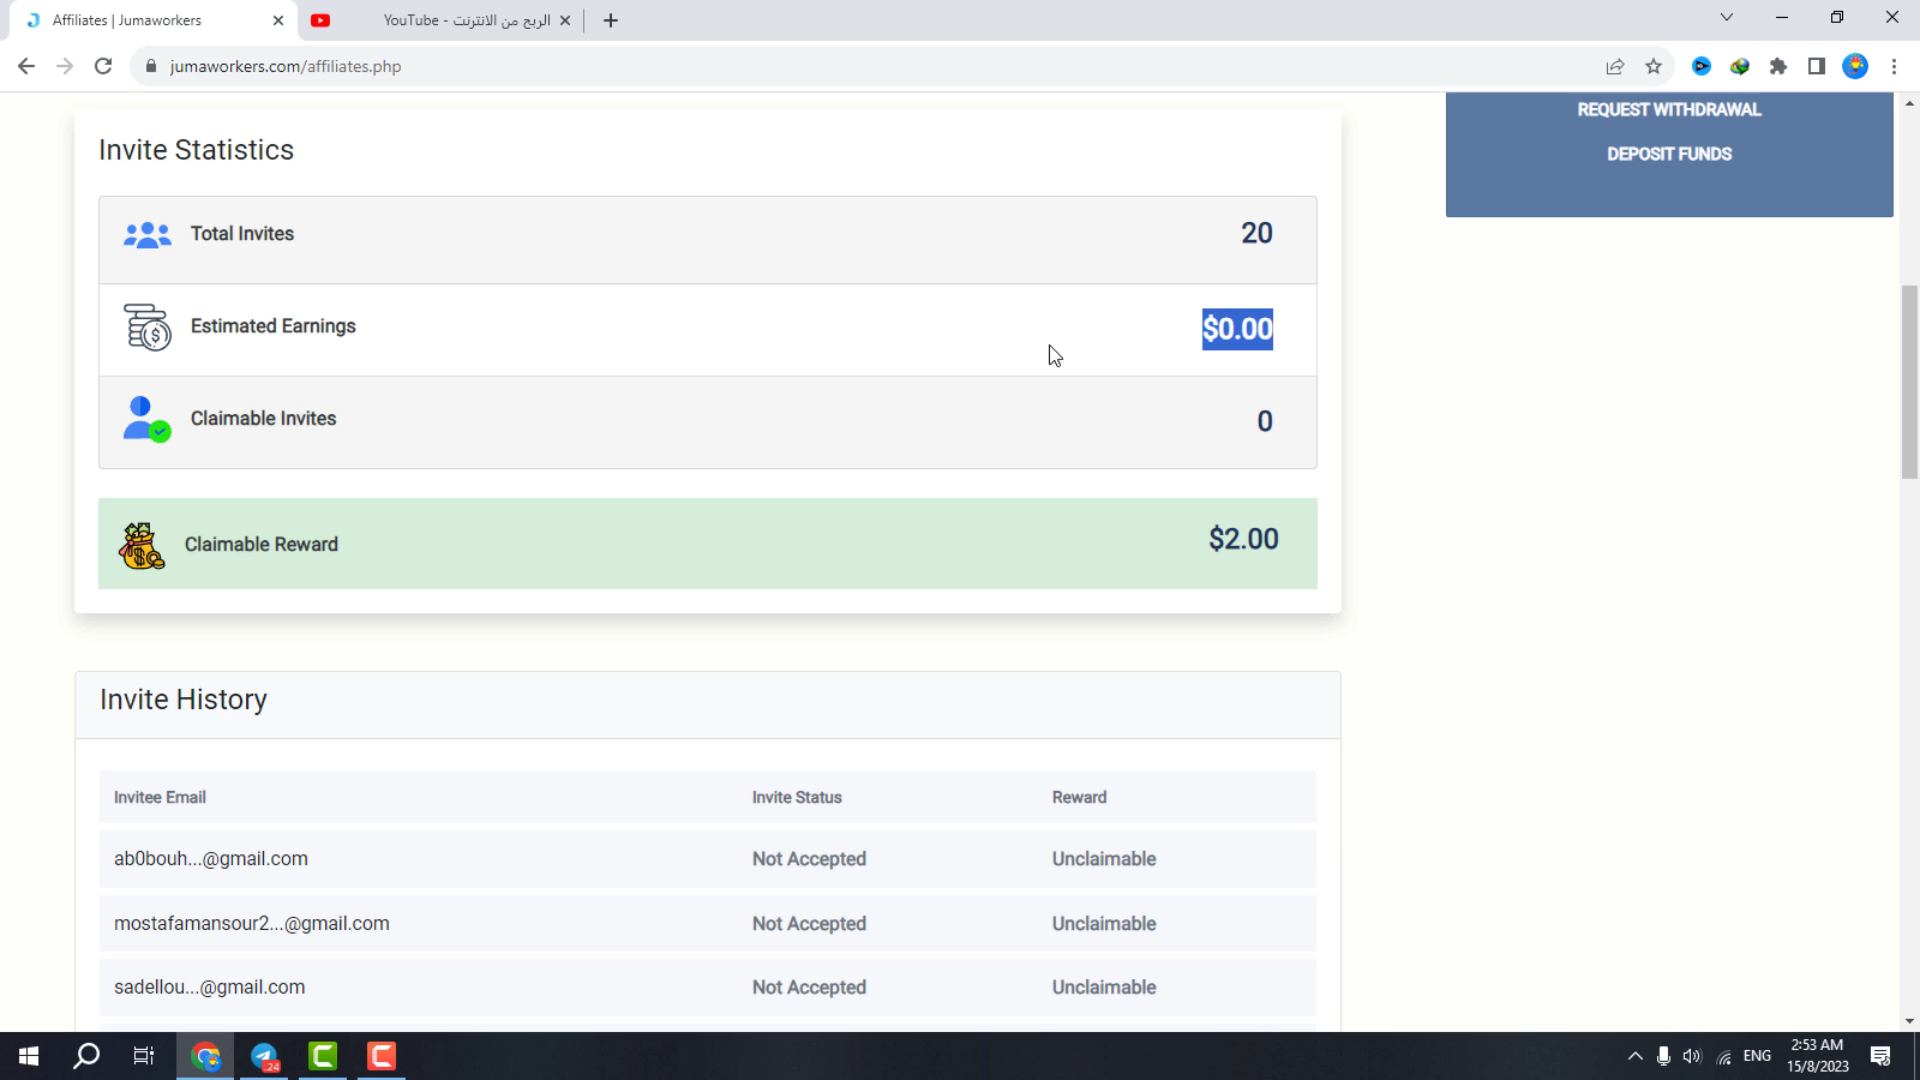 Affiliates | Jumaworkers
الربح من الانترنت - YouTube
jumaworkers.com/affiliates.php
REQUEST WITHDRAWAL
DEPOSIT FUNDS
Invite Statistics
Total Invites 20
Estimated Earnings $0.00
Claimable Invites 0
Claimable Reward $2.00
Invite History
Invitee Email Invite Status Reward
ab0bouh...@gmail.com Not Accepted Unclaimable
mostafamansour2...@gmail.com Not Accepted Unclaimable
sadellou...@gmail.com Not Accepted Unclaimable
24
ENG
2:53 AM
15/8/2023